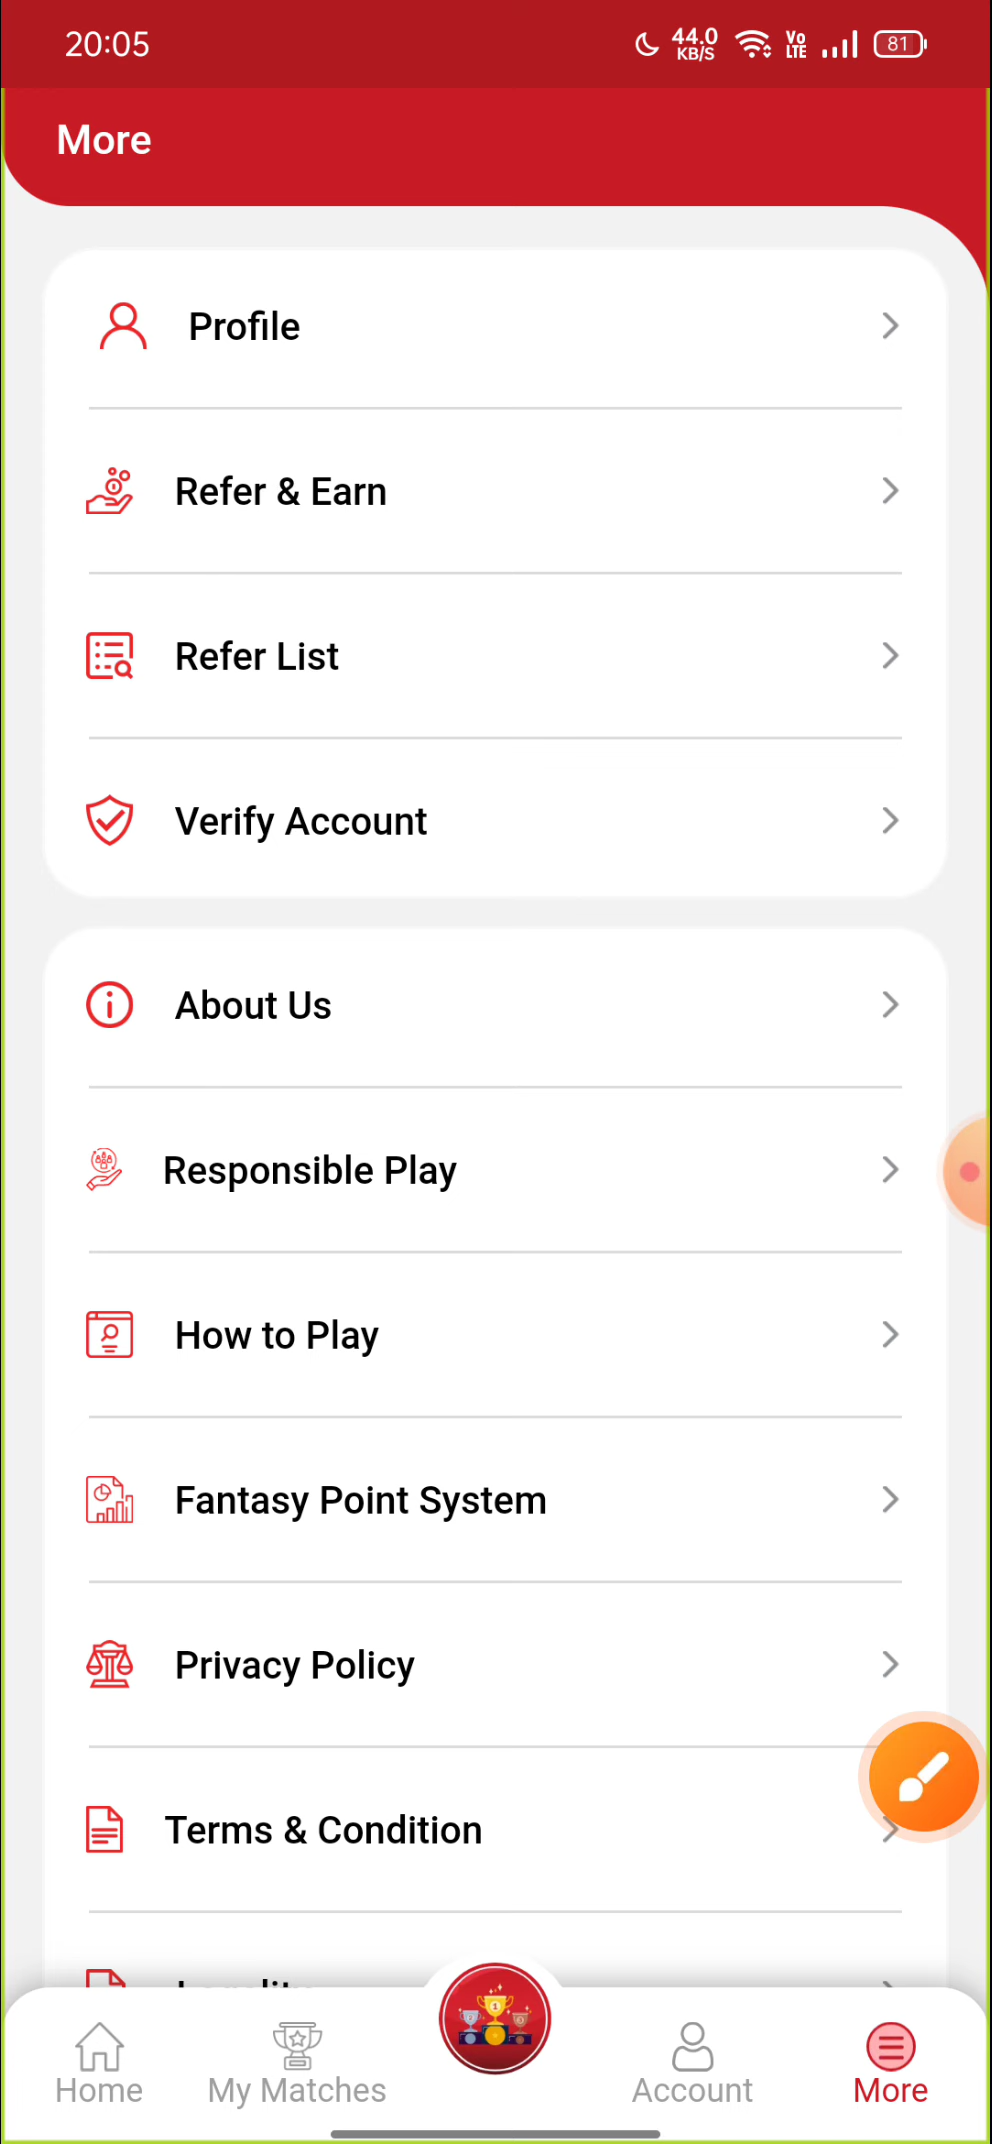 20:05
44.0
KB/S
Vo
LTE
81
More
Profile
Refer & Earn
Refer List
Verify Account
About Us
Responsible Play
How to Play
Fantasy Point System
Privacy Policy
Terms & Condition
Home
My Matches
Account
More